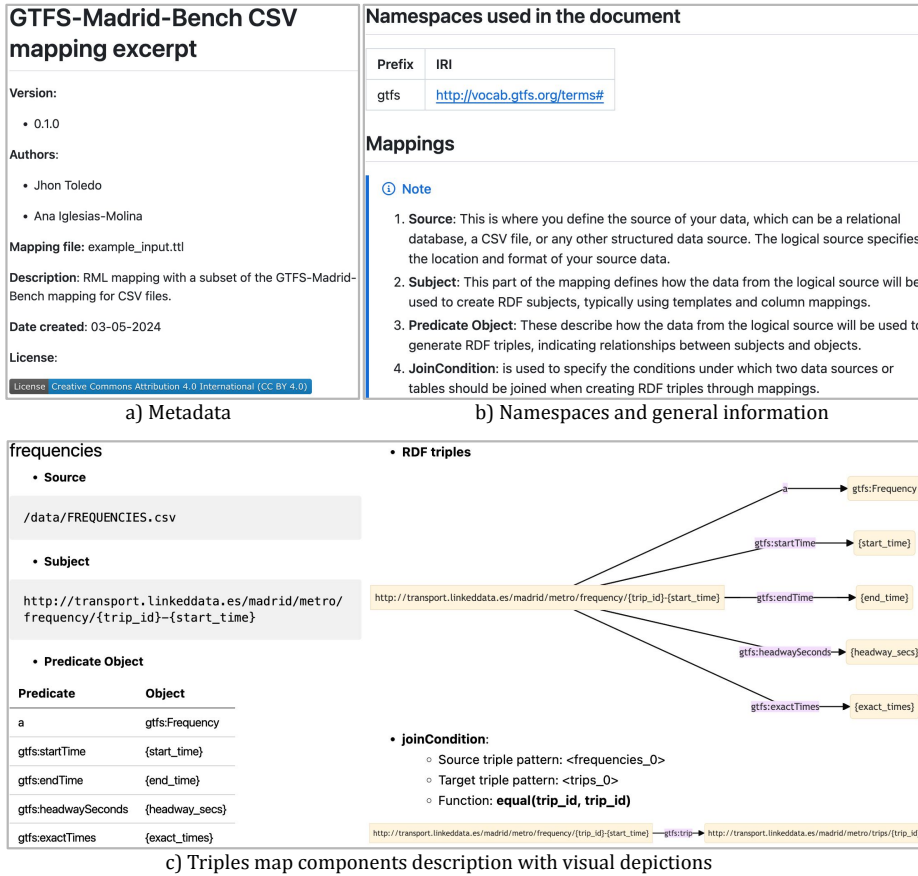 GTFS-Madrid-Bench CSV
mapping excerpt
Version:
• 0.1.0
Authors:
• Jhon Toledo
• Ana Iglesias-Molina
Mapping file: example_input.ttl
Description: RML mapping with a subset of the GTFS-Madrid-
Bench mapping for CSV files.
Date created: 03-05-2024
License:
License Creative Commons Attribution 4.0 International (CC BY 4.0)
a) Metadata
Namespaces used in the document
Prefix IRI
gtfs http://vocab.gtfs.org/terms#
Mappings
Note
1. Source: This is where you define the source of your data, which can be a relational
database, a CSV file, or any other structured data source. The logical source specifies
the location and format of your source data.
2. Subject: This part of the mapping defines how the data from the logical source will be
used to create RDF subjects, typically using templates and column mappings.
3. Predicate Object: These describe how the data from the logical source will be used to
generate RDF triples, indicating relationships between subjects and objects.
4. JoinCondition: is used to specify the conditions under which two data sources or
tables should be joined when creating RDF triples through mappings.
b) Namespaces and general information
frequencies
• Source
/data/FREQUENCIES.csv
• Subject
http://transport.linkeddata.es/madrid/metro/
frequency/{trip_id}-{start_time}
• Predicate Object
Predicate Object
a gtfs:Frequency
gtfs:startTime {start_time}
gtfs:endTime {end_time}
gtfs:headwaySeconds {headway_secs}
gtfs:exactTimes {exact_times}
• RDF triples
a gtfs:Frequency
gtfs:startTime {start_time}
http://transport.linkeddata.es/madrid/metro/frequency/{trip_id}-{start_time} gtfs:endTime {end_time}
gtfs:headwaySeconds {headway_secs}
gtfs:exactTimes {exact_times}
• joinCondition:
○ Source triple pattern: <frequencies_0>
○ Target triple pattern: <trips_0>
○ Function: equal(trip_id, trip_id)
http://transport.linkeddata.es/madrid/metro/frequency/{trip_id}-{start_time} gtfs:trip http://transport.linkeddata.es/madrid/metro/trips/{trip_id
c) Triples map components description with visual depictions